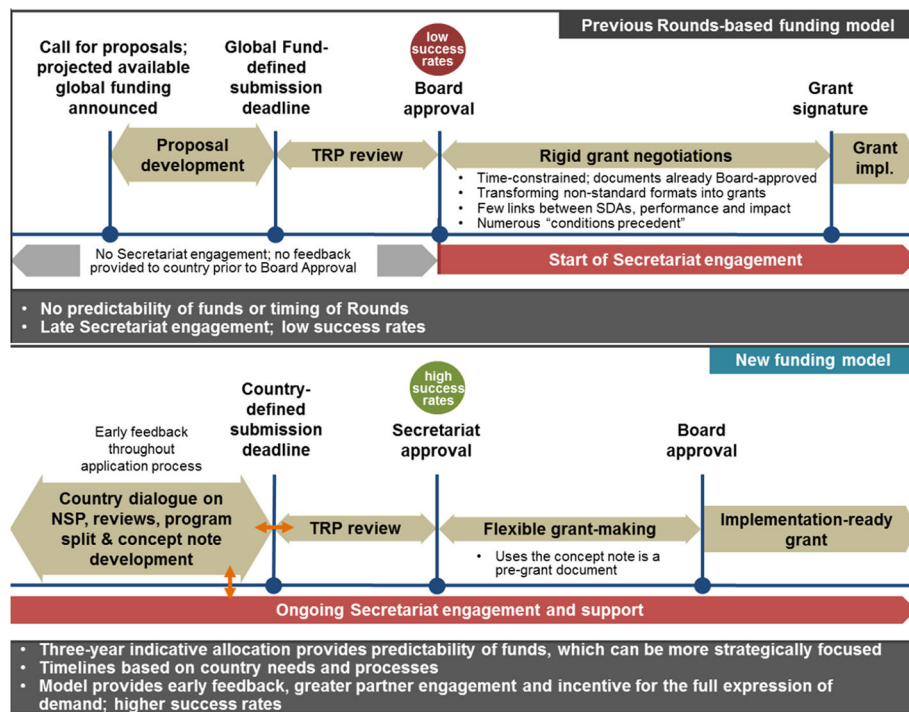 Previous Rounds-based funding model
Call for proposals;
projected available
global funding
announced
Global Fund-
defined
submission
deadline
low
success
rates
Board
approval
Grant
signature
Proposal
development
TRP review
Rigid grant negotiations
Grant
impl.
• Time-constrained; documents already Board-approved
• Transforming non-standard formats into grants
• Few links between SDAs, performance and impact
• Numerous “conditions precedent”
No Secretariat engagement; no feedback
provided to country prior to Board Approval
Start of Secretariat engagement
• No predictability of funds or timing of Rounds
• Late Secretariat engagement; low success rates
New funding model
Early feedback
throughout
application process
Country-
defined
submission
deadline
high
success
rates
Secretariat
approval
Board
approval
Country dialogue on
NSP, reviews, program
split & concept note
development
TRP review
Flexible grant-making
Implementation-ready
grant
• Uses the concept note is a
pre-grant document
Ongoing Secretariat engagement and support
• Three-year indicative allocation provides predictability of funds, which can be more strategically focused
• Timelines based on country needs and processes
• Model provides early feedback, greater partner engagement and incentive for the full expression of
demand; higher success rates